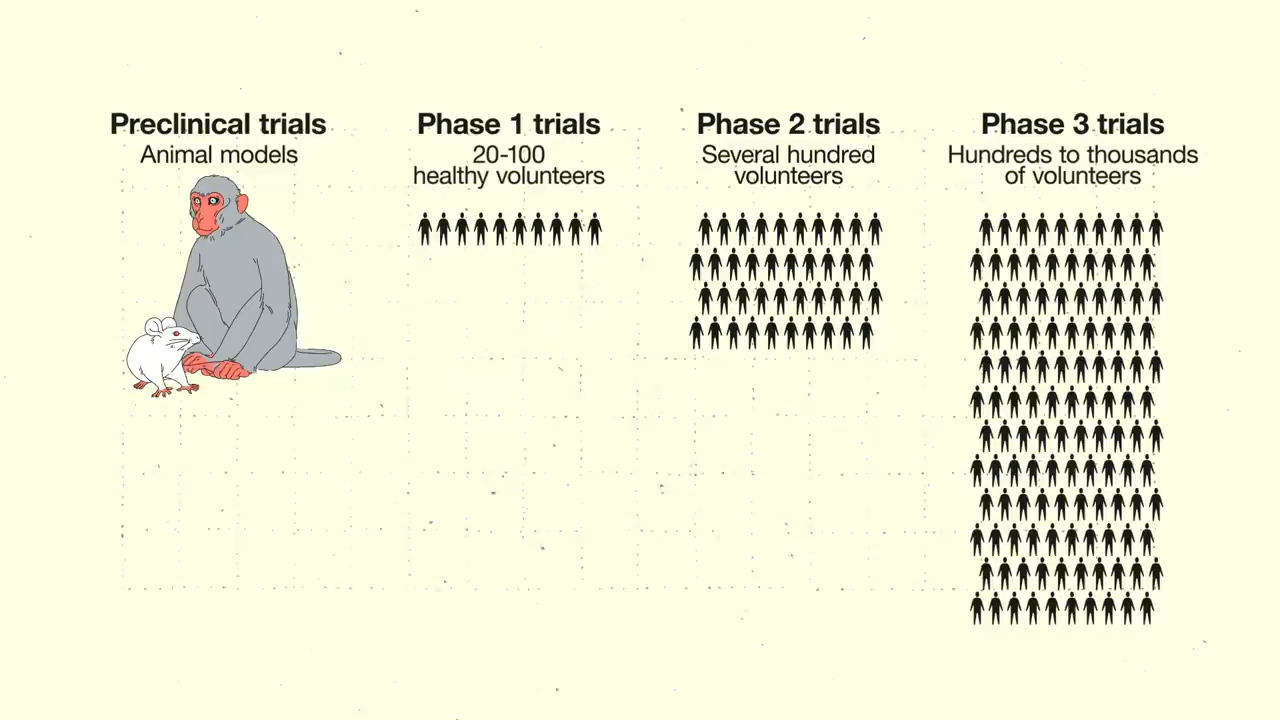 Preclinical trials
Animal models
Phase 1 trials
20-100
healthy volunteers
Phase 2 trials
Several hundred
volunteers
Phase 3 trials
Hundreds to thousands
of volunteers